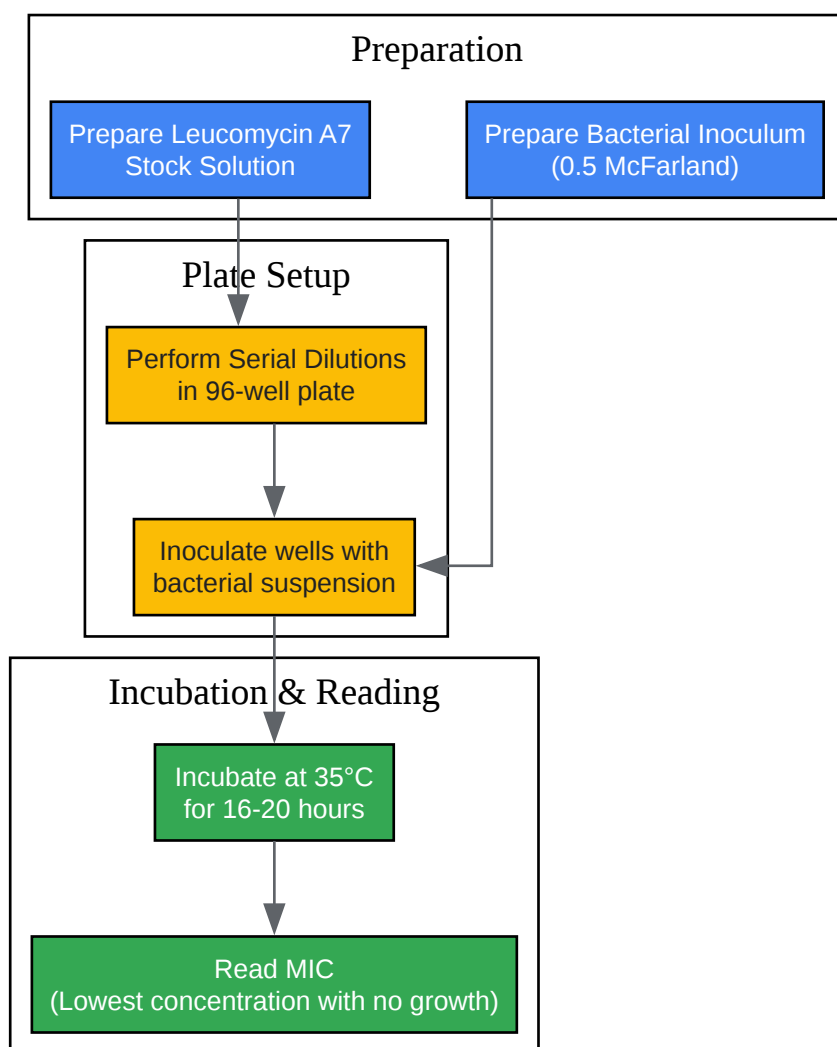 Preparation
Prepare Leucomycin A7
Stock Solution
Prepare Bacterial Inoculum
(0.5 McFarland)
Plate Setup
Perform Serial Dilutions
in 96-well plate
Inoculate wells with
bacterial suspension
Incubation & Reading
Incubate at 35°C
for 16-20 hours
Read MIC
(Lowest concentration with no growth)